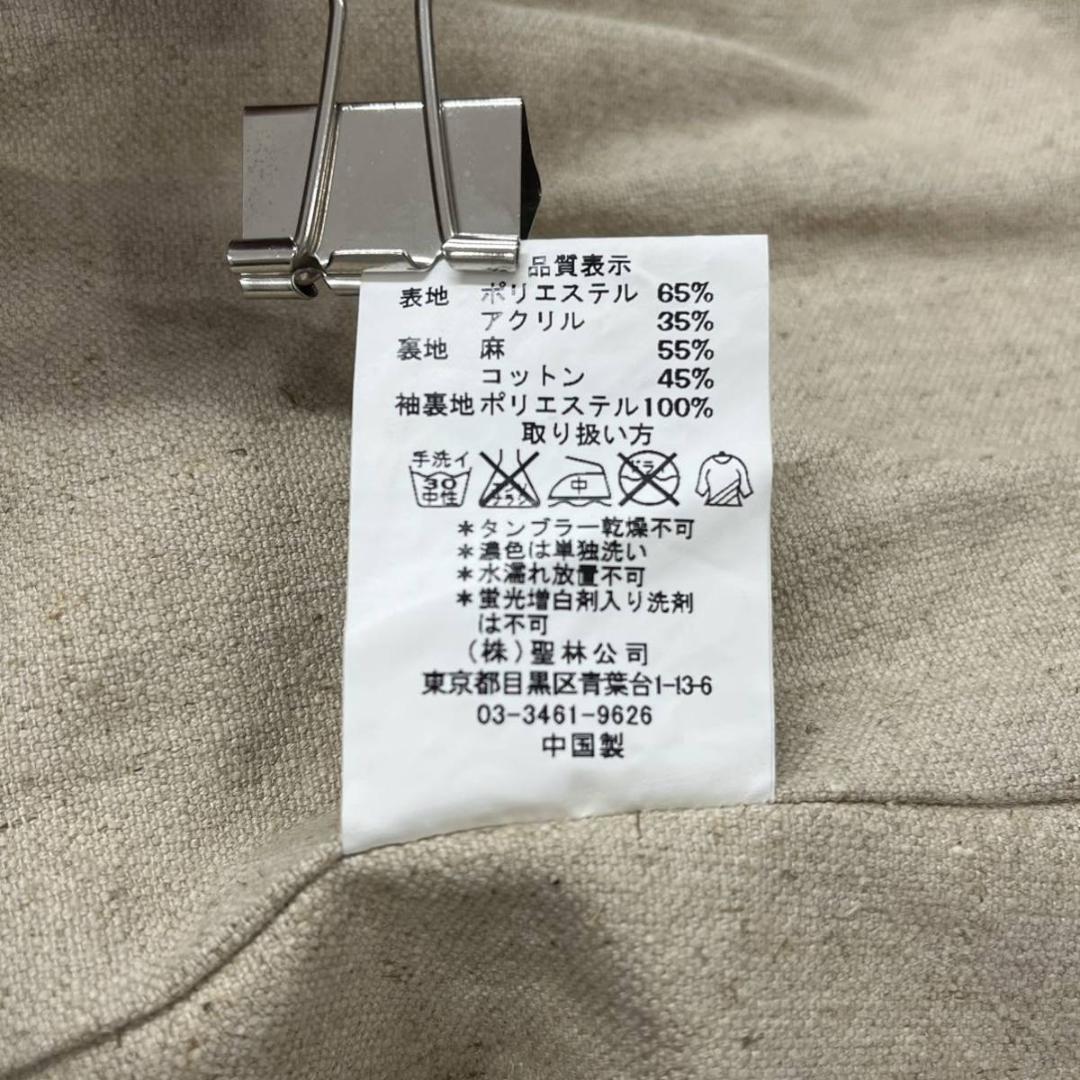 品質表示
表地 ポリエステル 65%
アクリル 35%
裏地 麻 55%
コットン 45%
袖裏地 ポリエステル 100%
取り扱い方
手洗イ
30
中性
中
*タンブラー乾燥不可
*濃色は単独洗い
*水濡れ放置不可
*蛍光増白剤入り洗剤
は不可
(株)聖林公司
東京都目黒区青葉台1-13-6
03-3461-9626
中国製